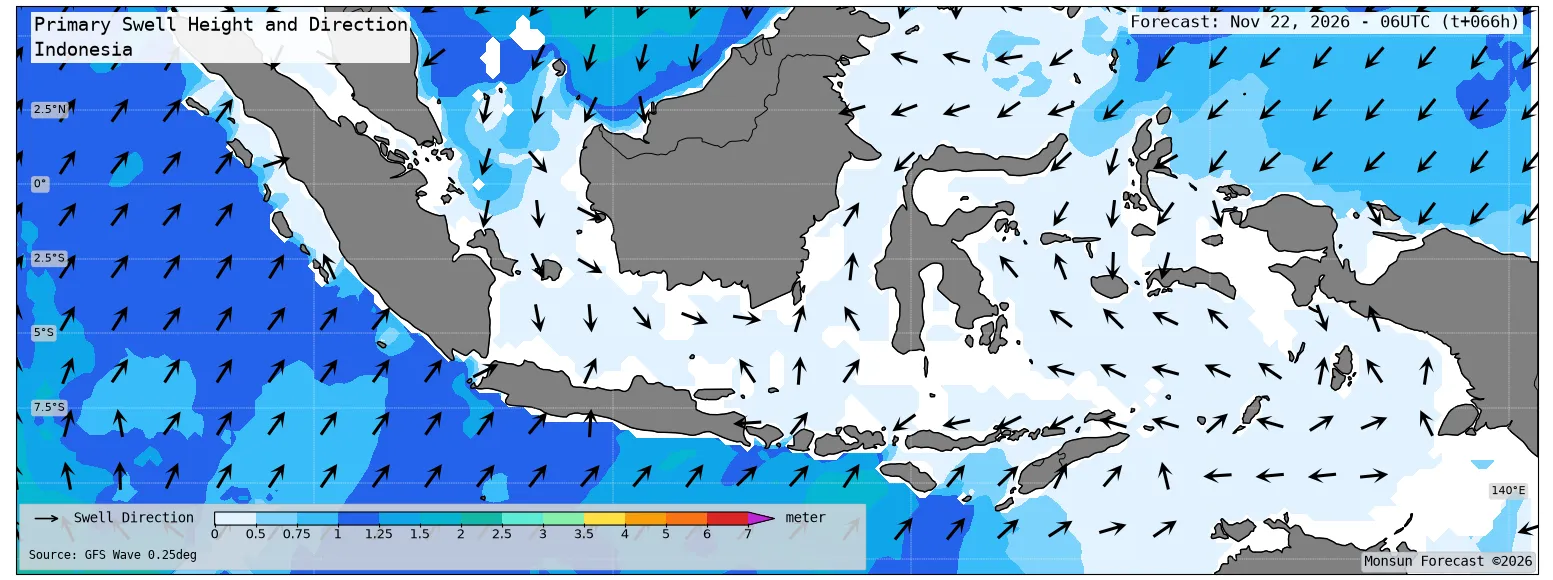 Primary Swell Height and Direction
Indonesia
Forecast: Nov 22, 2026 - 06UTC (t+066h)
2.5°N
0°
2.5°S
5°S
7.5°S
140°E
Swell Direction
meter
0 0.5 0.75 1 1.25 1.5 2 2.5 3 3.5 4 5 6 7
Source: GFS Wave 0.25deg
Monsun Forecast ©2026